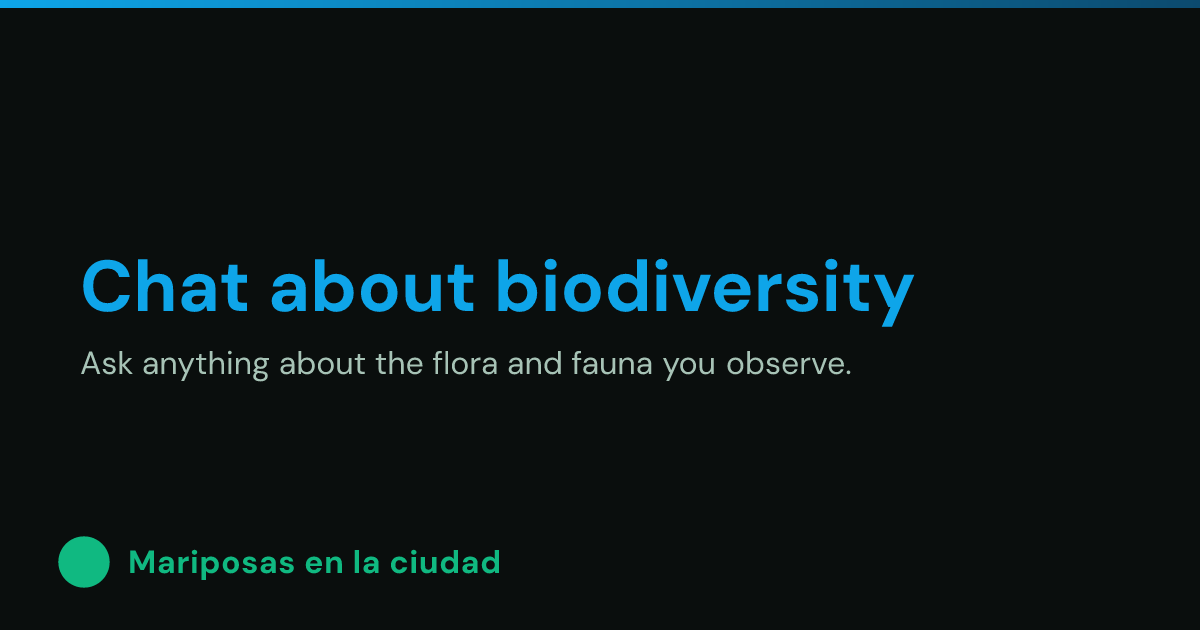 Chat about biodiversity
Ask anything about the flora and fauna you observe.
Mariposas en la ciudad